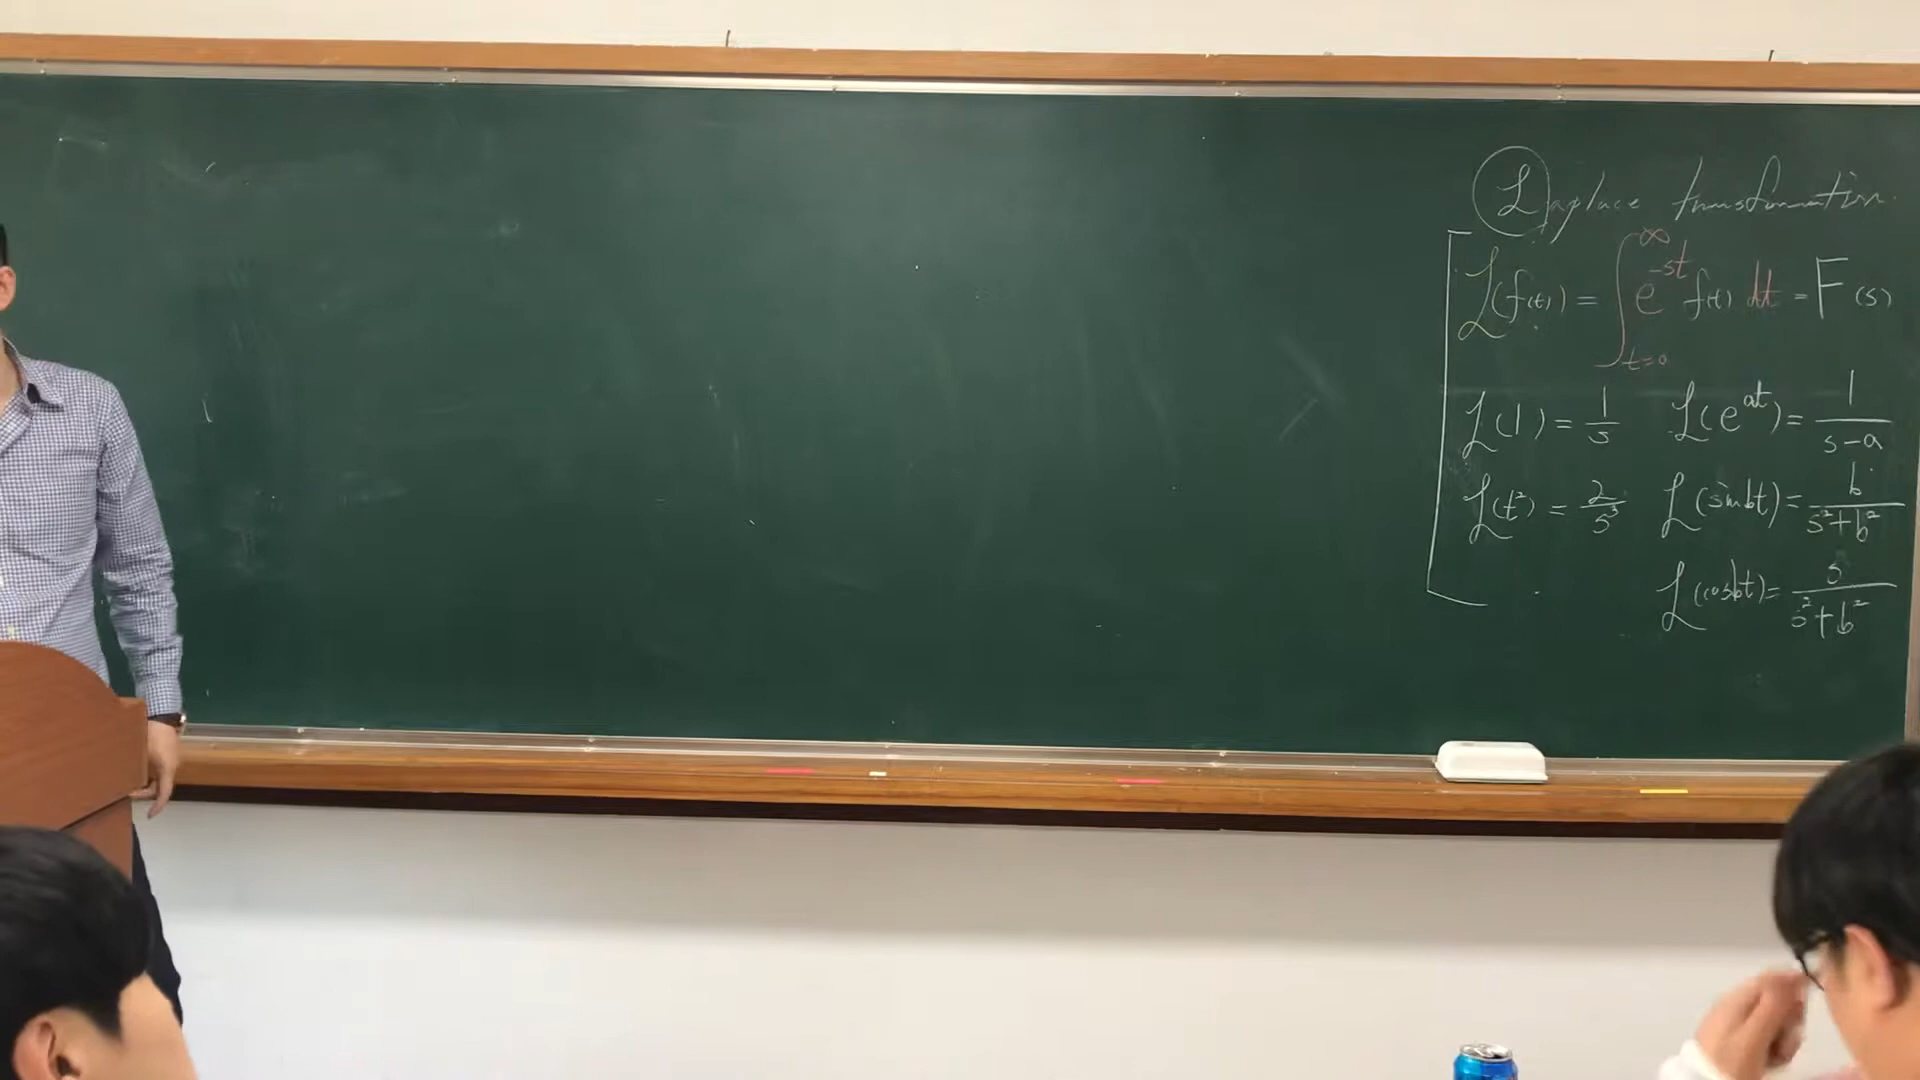 Laplace transformation.
ℒ(f(t)) = ∫_{t=0}^{∞} e^{-st} f(t) dt = F(s)
ℒ(1) = 1/s  ℒ(e^{at}) = 1/(s-a)
ℒ(t²) = 2/s³  ℒ(sin bt) = b/(s²+b²)
ℒ(cos bt) = s/(s²+b²)